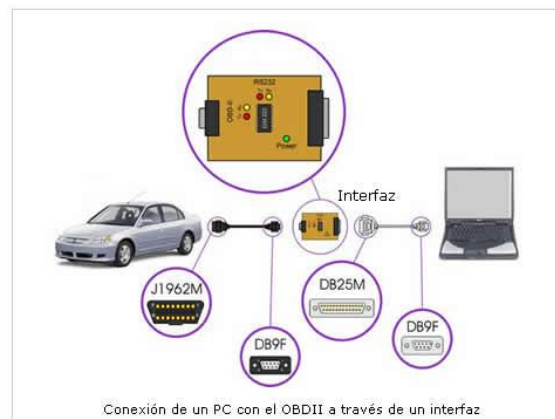 RS232
OBD-II
Power
Interfaz
J1962M
DB9F
DB25M
DB9F
Conexión de un PC con el OBDII a través de un interfaz